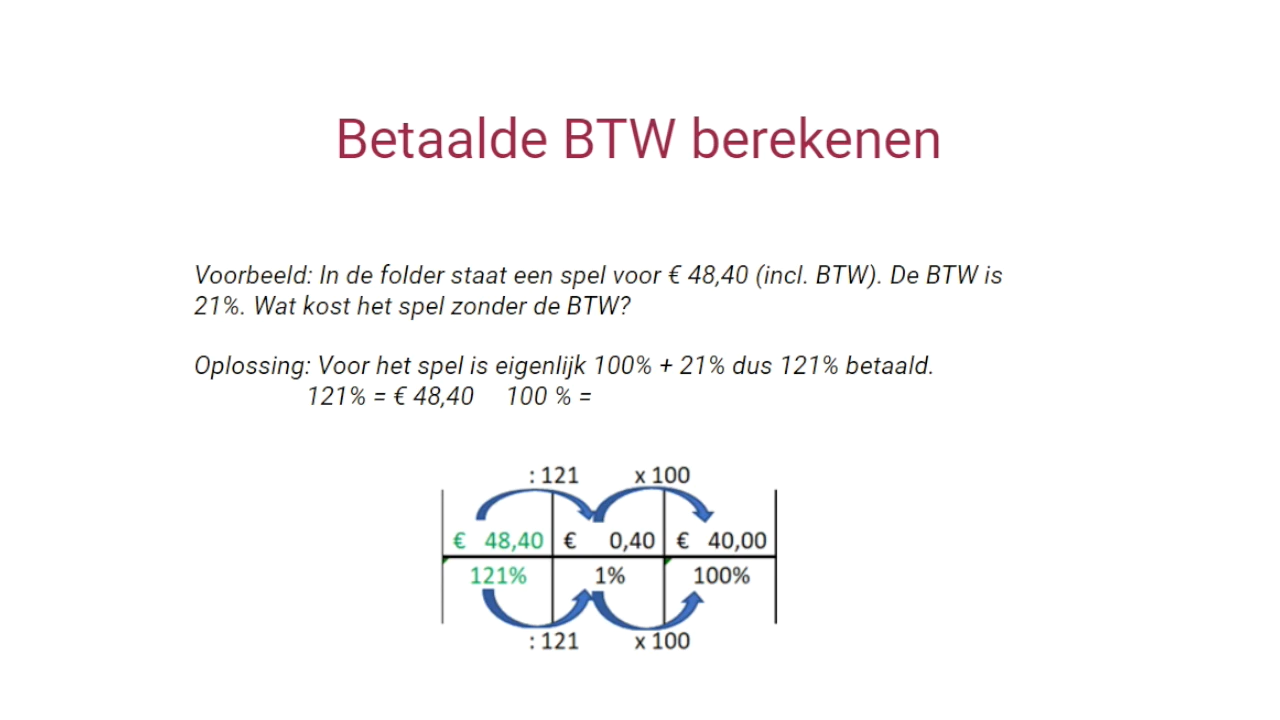 Betaalde BTW berekenen
Voorbeeld: In de folder staat een spel voor € 48,40 (incl. BTW). De BTW is
21%. Wat kost het spel zonder de BTW?
Oplossing: Voor het spel is eigenlijk 100% + 21% dus 121% betaald.
121% = € 48,40 100 % =
: 121 x 100
€ 48,40 € 0,40 € 40,00
121% 1% 100%
: 121 x 100